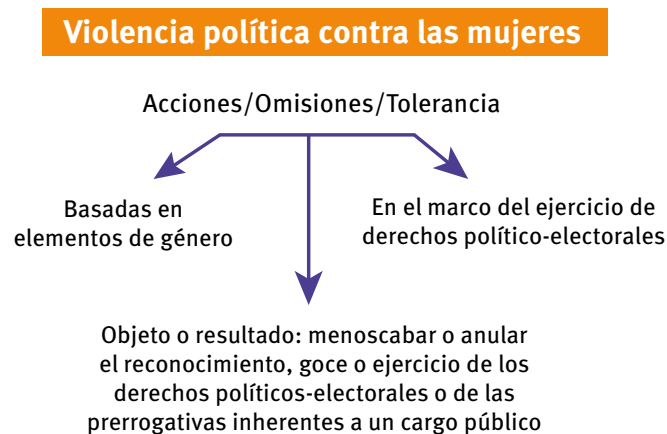 Violencia política contra las mujeres
Acciones/Omisiones/Tolerancia
Basadas en
elementos de género
En el marco del ejercicio de
derechos político-electorales
Objeto o resultado: menoscabar o anular
el reconocimiento, goce o ejercicio de los
derechos políticos-electorales o de las
prerrogativas inherentes a un cargo público